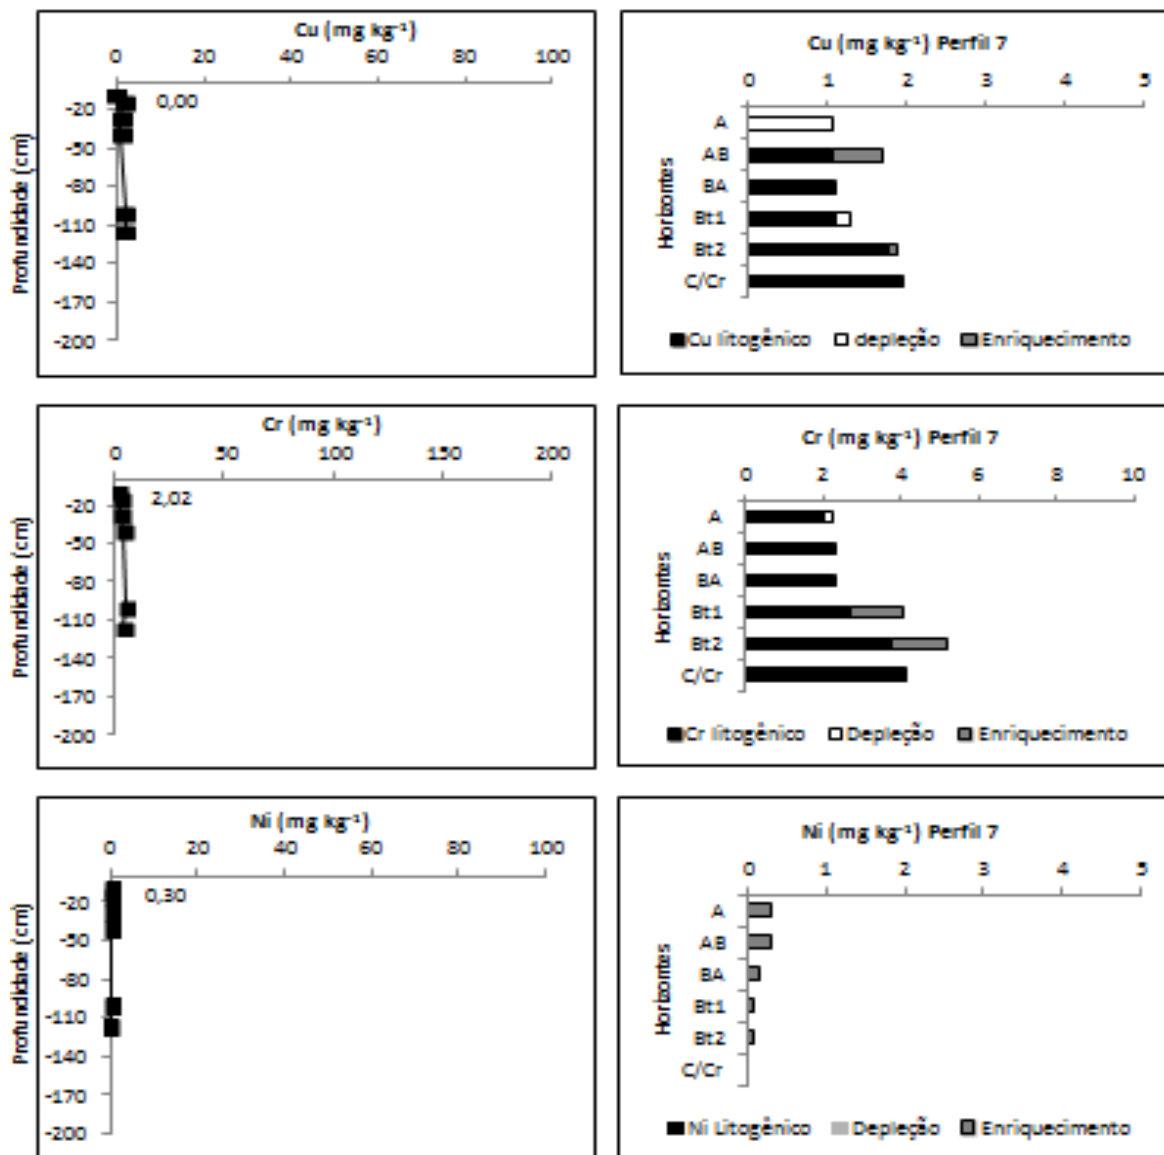 Cu (mg kg⁻¹)
0 20 40 60 80 100
0,00
Profundidade (cm)
-20
-50
-80
-110
-140
-170
-200
Cu (mg kg⁻¹) Perfil 7
0 1 2 3 4 5
Horizontes
A
AB
BA
Bt1
Bt2
C/Cr
Cu litogênico depleção Enriquecimento
Cr (mg kg⁻¹)
0 50 100 150 200
2,02
Profundidade (cm)
-20
-50
-80
-110
-140
-170
-200
Cr (mg kg⁻¹) Perfil 7
0 2 4 6 8 10
Horizontes
A
AB
BA
Bt1
Bt2
C/Cr
Cr litogênico Depleção Enriquecimento
Ni (mg kg⁻¹)
0 20 40 60 80 100
0,30
Profundidade (cm)
-20
-50
-80
-110
-140
-170
-200
Ni (mg kg⁻¹) Perfil 7
0 1 2 3 4 5
Horizontes
A
AB
BA
Bt1
Bt2
C/Cr
Ni Litogênico Depleção Enriquecimento